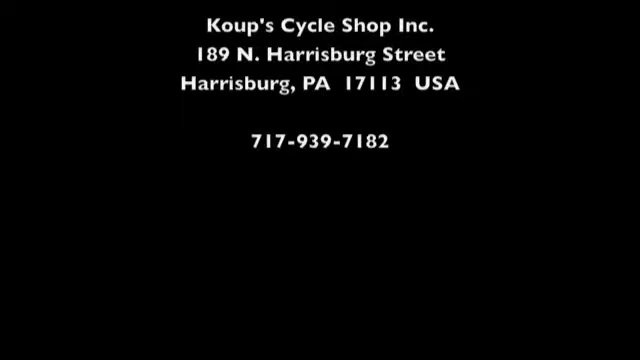 Koup's Cycle Shop Inc.
189 N. Harrisburg Street
Harrisburg, PA  17113  USA
717-939-7182